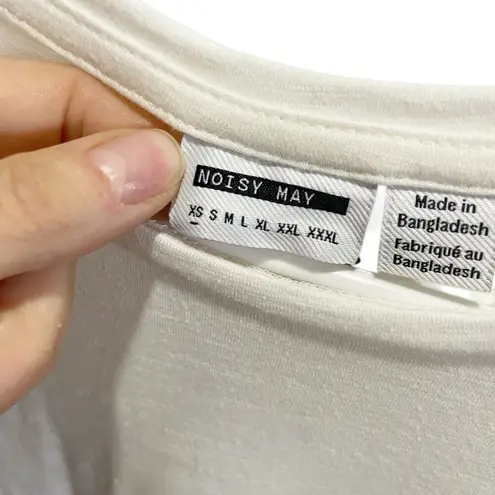 NOISY MAY
XS S M L XL XXL XXXL
Made in
Bangladesh
Fabriqué au
Bangladesh